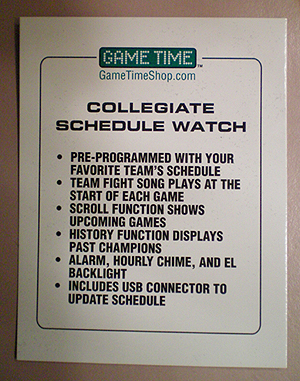 GAME TIME™
GameTimeShop.com
COLLEGIATE
SCHEDULE WATCH
• PRE-PROGRAMMED WITH YOUR
FAVORITE TEAM'S SCHEDULE
• TEAM FIGHT SONG PLAYS AT THE
START OF EACH GAME
• SCROLL FUNCTION SHOWS
UPCOMING GAMES
• HISTORY FUNCTION DISPLAYS
PAST CHAMPIONS
• ALARM, HOURLY CHIME, AND EL
BACKLIGHT
• INCLUDES USB CONNECTOR TO
UPDATE SCHEDULE